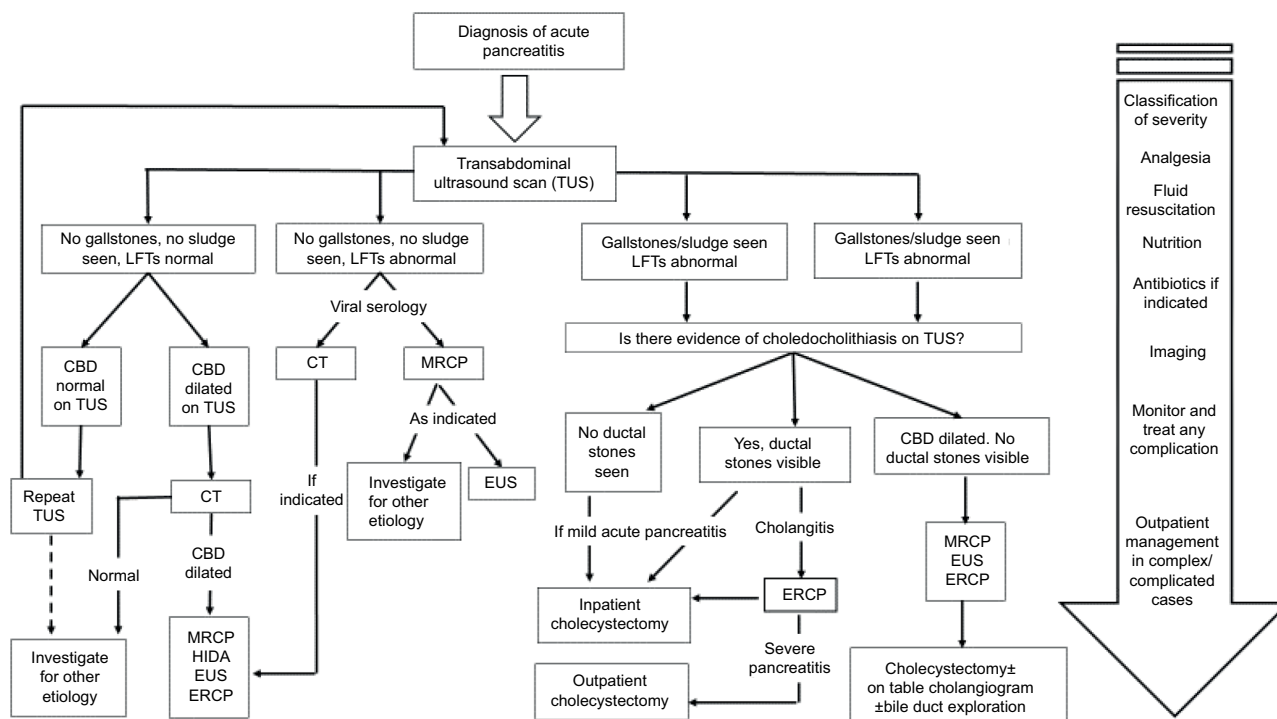 Diagnosis of acute
pancreatitis
Transabdominal
ultrasound scan (TUS)
No gallstones, no sludge
seen, LFTs normal
No gallstones, no sludge
seen, LFTs abnormal
Gallstones/sludge seen
LFTs abnormal
Gallstones/sludge seen
LFTs abnormal
Viral serology
Is there evidence of choledocholithiasis on TUS?
CBD
normal
on TUS
CBD
dilated
on TUS
CT
MRCP
As indicated
No ductal
stones
seen
Yes, ductal
stones visible
CBD dilated. No
ductal stones visible
Repeat
TUS
CT
If
indicated
Investigate
for other
etiology
EUS
If mild acute pancreatitis
Cholangitis
MRCP
EUS
ERCP
Normal
CBD
dilated
Inpatient
cholecystectomy
ERCP
Investigate
for other
etiology
MRCP
HIDA
EUS
ERCP
Severe
pancreatitis
Outpatient
cholecystectomy
Cholecystectomy±
on table cholangiogram
±bile duct exploration
Classification
of severity
Analgesia
Fluid
resuscitation
Nutrition
Antibiotics if
indicated
Imaging
Monitor and
treat any
complication
Outpatient
management
in complex/
complicated
cases